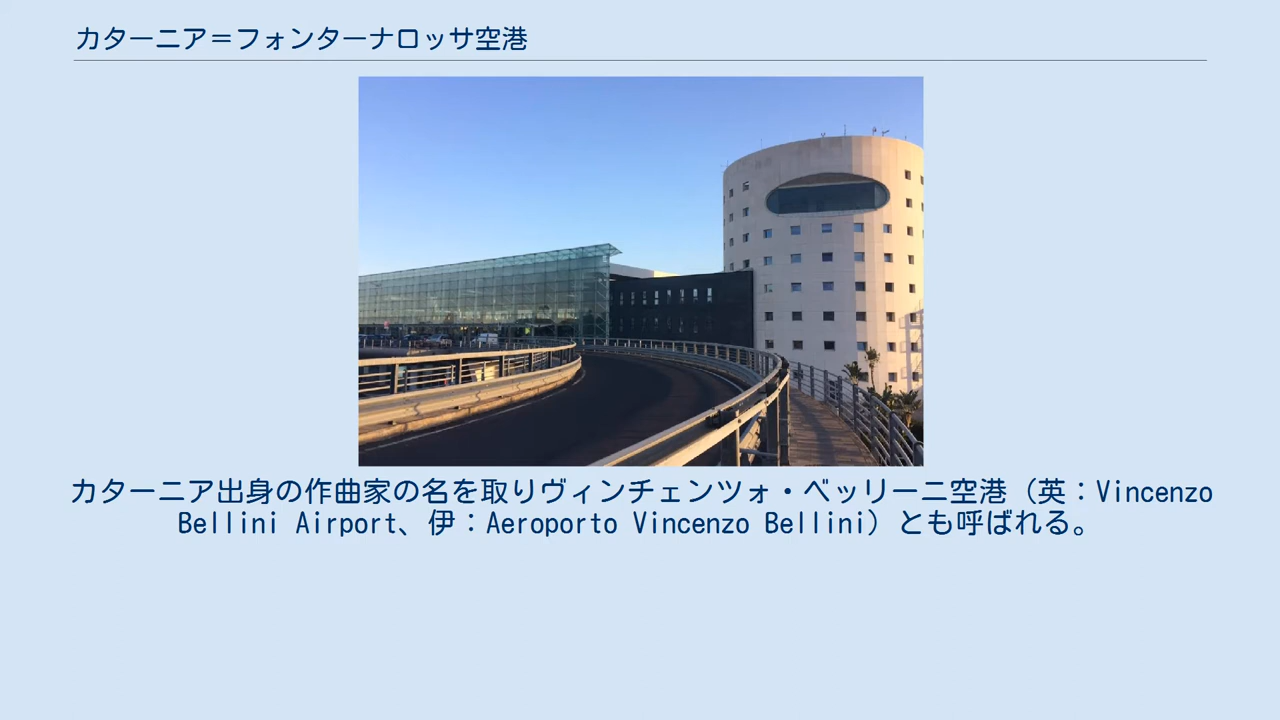 カターニア＝フォンターナロッサ空港
カターニア出身の作曲家の名を取りヴィンチェンツォ・ベッリーニ空港（英：Vincenzo
Bellini Airport、伊：Aeroporto Vincenzo Bellini）とも呼ばれる。